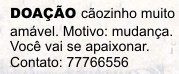 DOAÇÃO cãozinho muito
amável. Motivo: mudança.
Você vai se apaixonar.
Contato: 77766556